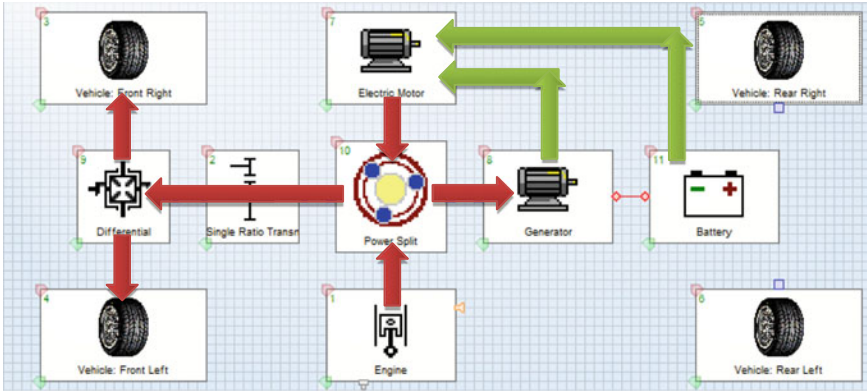 3
Vehicle: Front Right
7
Electric Motor
5
Vehicle: Rear Right
9
Differential
2
Single Ratio Transn
10
Power Split
8
Generator
11
Battery
4
Vehicle: Front Left
1
Engine
6
Vehicle: Rear Left